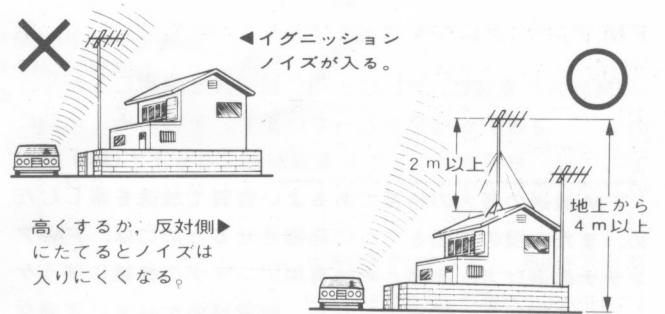 ◀イグニッション
ノイズが入る。
2m以上
地上から
4m以上
高くするか,反対側▶
にたてるとノイズは
入りにくくなる。